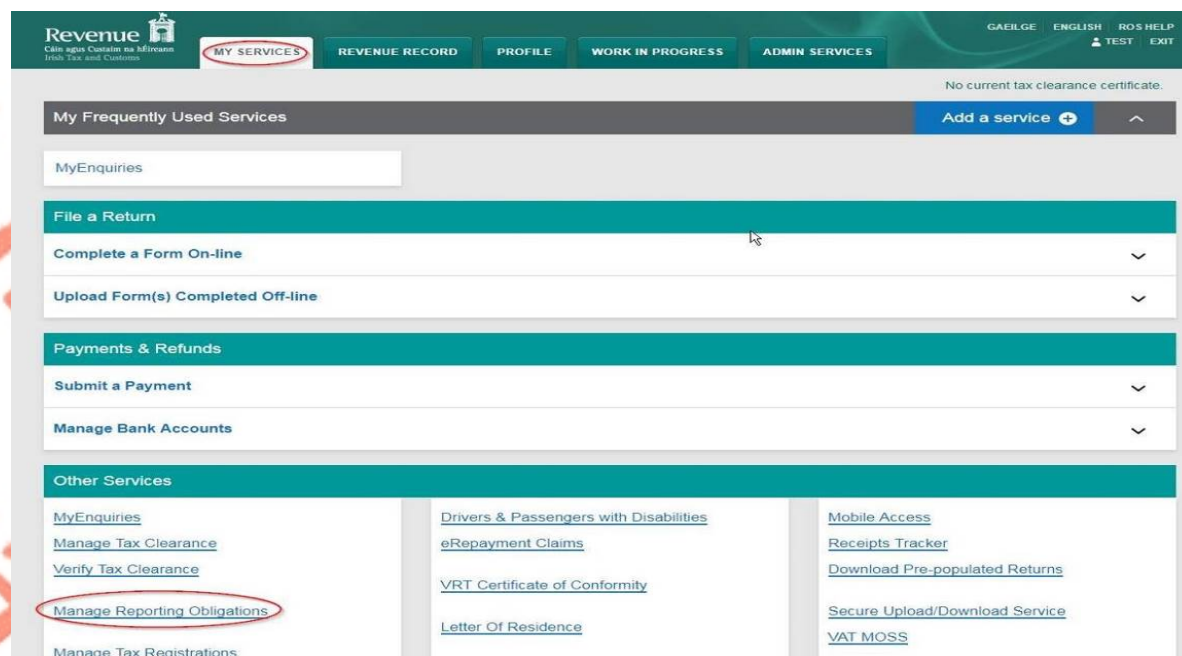 Revenue
Cáin agus Custaim na hÉireann
Irish Tax and Customs
MY SERVICES
REVENUE RECORD
PROFILE
WORK IN PROGRESS
ADMIN SERVICES
GAEILGE ENGLISH ROS HELP
TEST EXIT
No current tax clearance certificate.
My Frequently Used Services
Add a service
MyEnquiries
File a Return
Complete a Form On-line
Upload Form(s) Completed Off-line
Payments & Refunds
Submit a Payment
Manage Bank Accounts
Other Services
MyEnquiries
Manage Tax Clearance
Verify Tax Clearance
Manage Reporting Obligations
Manage Tax Registrations
Drivers & Passengers with Disabilities
eRepayment Claims
VRT Certificate of Conformity
Letter Of Residence
Mobile Access
Receipts Tracker
Download Pre-populated Returns
Secure Upload/Download Service
VAT MOSS